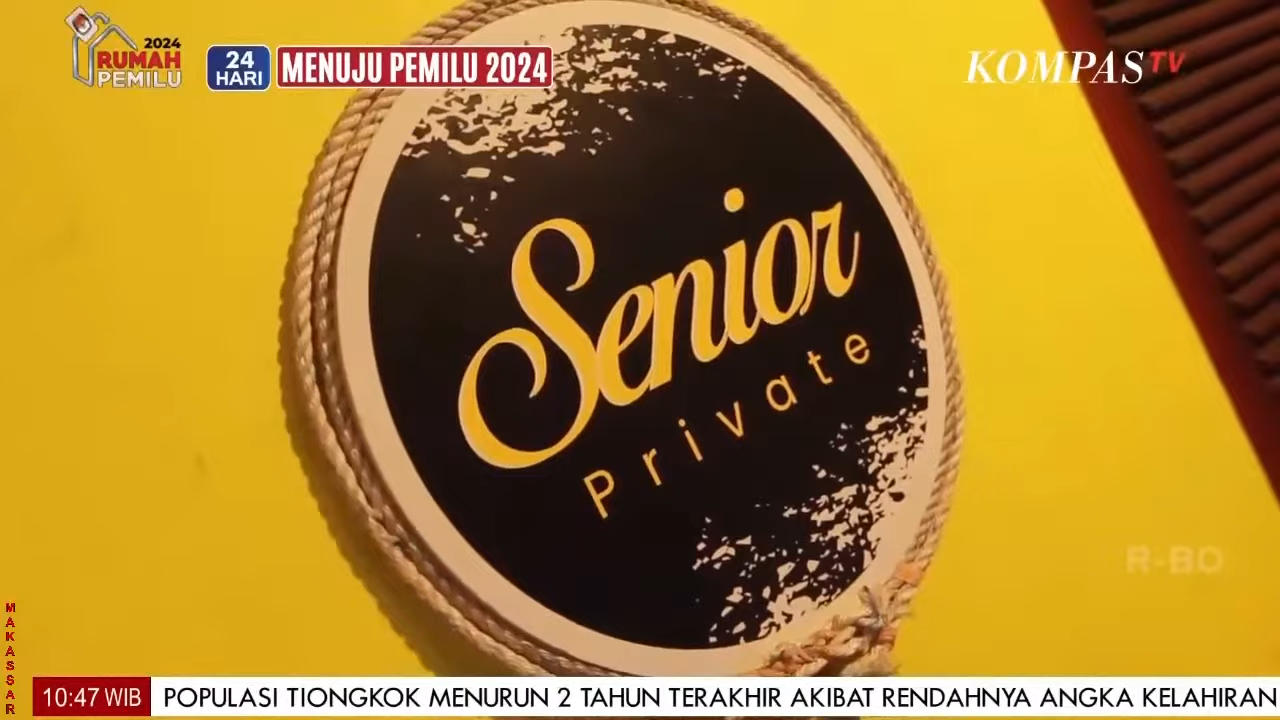 2024
RUMAH
PEMILU
24
HARI
MENUJU PEMILU 2024
KOMPAS TV
Senior
Private
R-BO
MAKASSAR
10:47 WIB
POPULASI TIONGKOK MENURUN 2 TAHUN TERAKHIR AKIBAT RENDAHNYA ANGKA KELAHIRAN